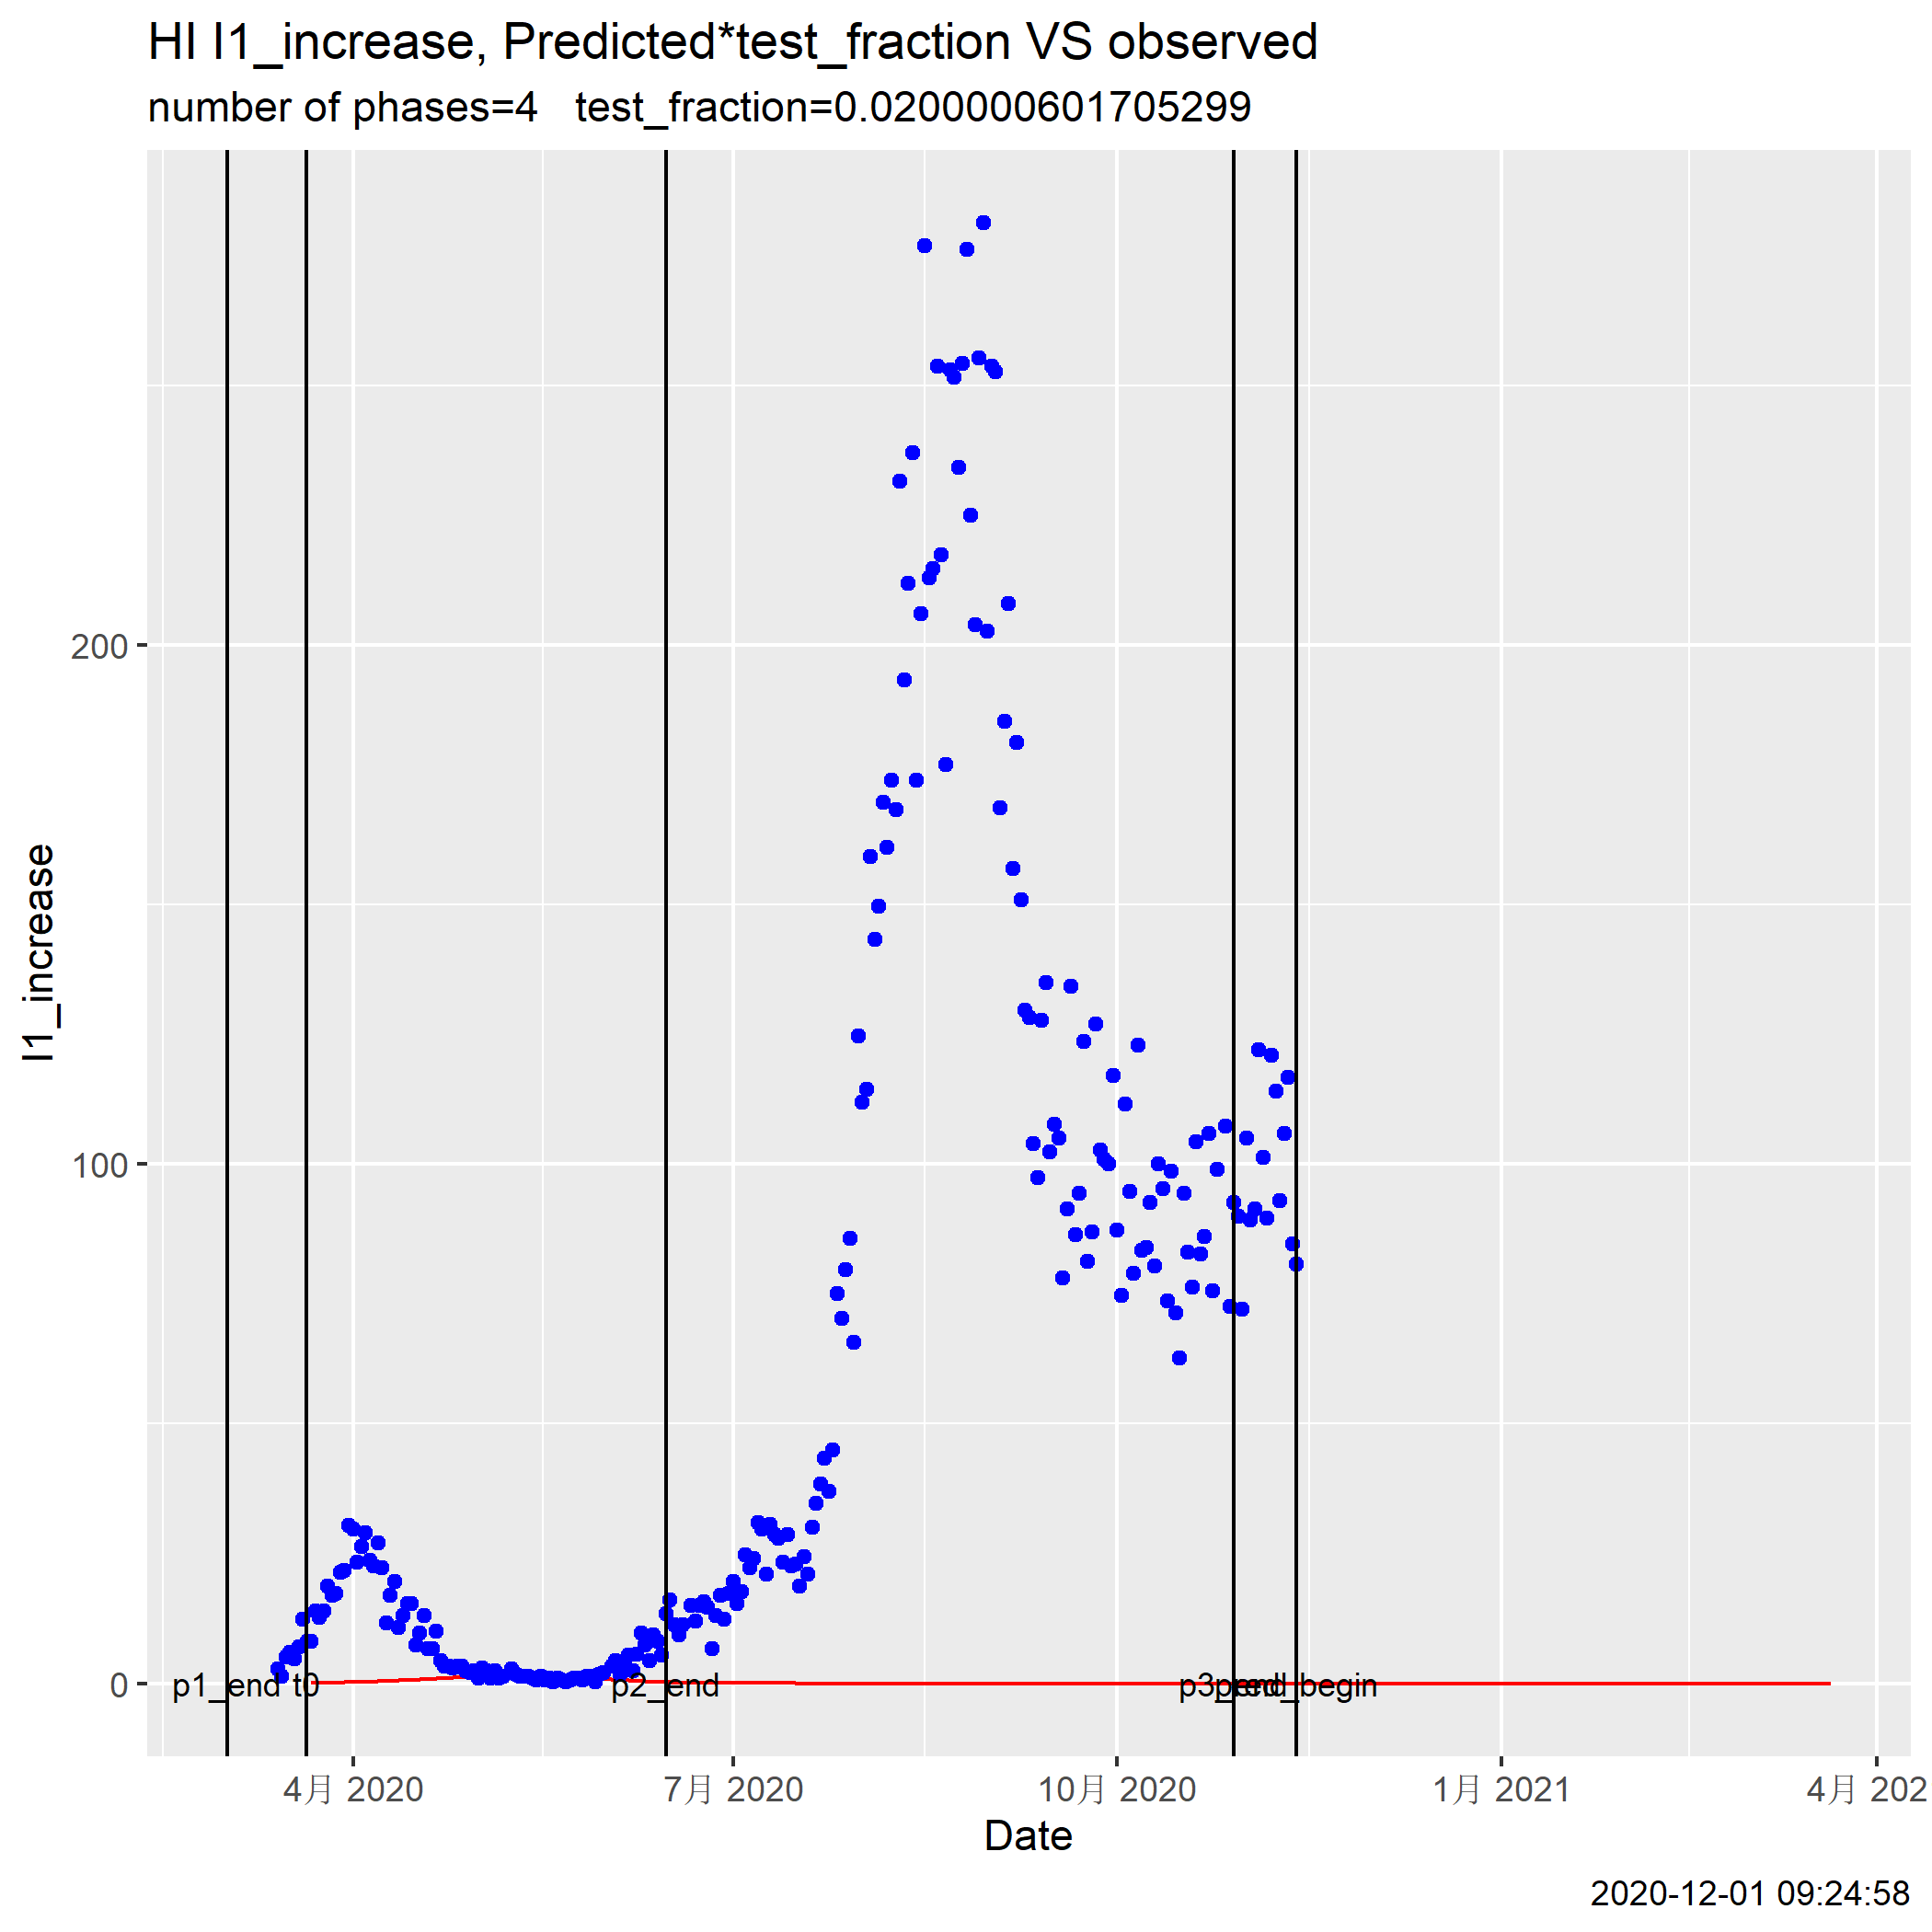 HI I1_increase, Predicted*test_fraction VS observed
number of phases=4 test_fraction=0.0200000601705299
I1_increase
200
100
0
p1_end t0 p2_end p3_end pred_begin
4月 2020 7月 2020 10月 2020 1月 2021 4月 202
Date
2020-12-01 09:24:58